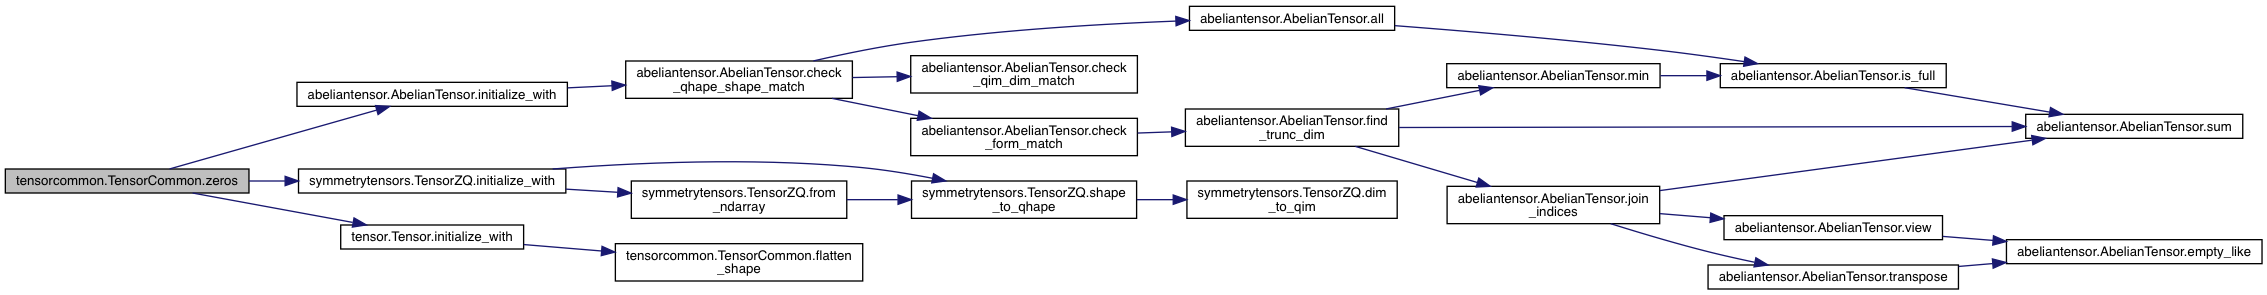 tensorcommon.TensorCommon.zeros
abeliantensor.AbelianTensor.initialize_with
symmetrytensors.TensorZQ.initialize_with
tensor.Tensor.initialize_with
abeliantensor.AbelianTensor.check
_qhape_shape_match
symmetrytensors.TensorZQ.from
_ndarray
tensorcommon.TensorCommon.flatten
_shape
abeliantensor.AbelianTensor.check
_qim_dim_match
abeliantensor.AbelianTensor.check
_form_match
symmetrytensors.TensorZQ.shape
_to_qhape
abeliantensor.AbelianTensor.all
abeliantensor.AbelianTensor.find
_trunc_dim
symmetrytensors.TensorZQ.dim
_to_qim
abeliantensor.AbelianTensor.min
abeliantensor.AbelianTensor.join
_indices
abeliantensor.AbelianTensor.is_full
abeliantensor.AbelianTensor.view
abeliantensor.AbelianTensor.transpose
abeliantensor.AbelianTensor.sum
abeliantensor.AbelianTensor.empty_like